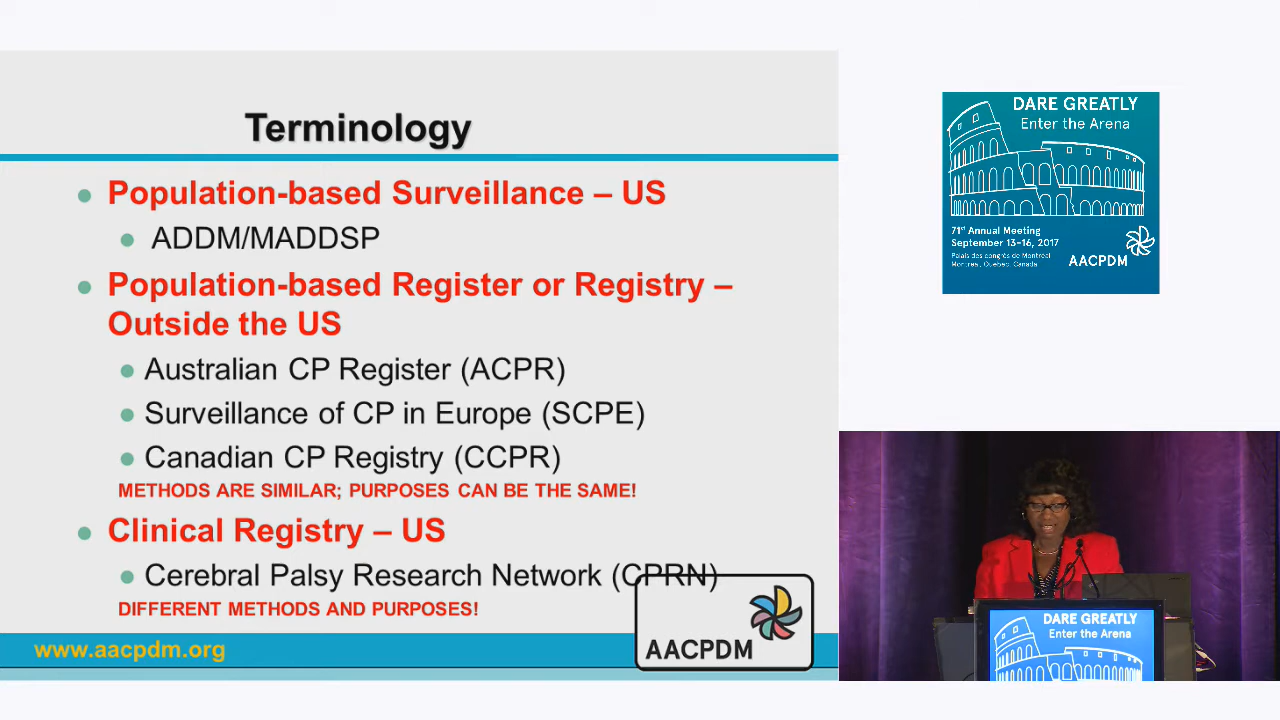 Terminology
Population-based Surveillance – US
ADDM/MADDSP
Population-based Register or Registry –
Outside the US
Australian CP Register (ACPR)
Surveillance of CP in Europe (SCPE)
Canadian CP Registry (CCPR)
METHODS ARE SIMILAR; PURPOSES CAN BE THE SAME!
Clinical Registry – US
Cerebral Palsy Research Network (CPRN)
DIFFERENT METHODS AND PURPOSES!
www.aacpdm.org
AACPDM
DARE GREATLY
Enter the Arena
71st Annual Meeting
September 13-16, 2017
Palais des congrès de Montréal
Montreal, Quebec, Canada
AACPDM
DARE GREATLY
Enter the Arena